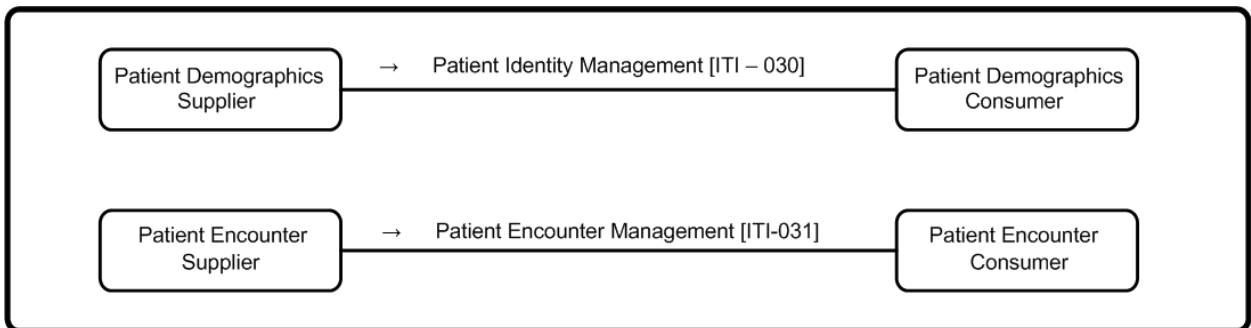 Patient Demographics
Supplier
→ Patient Identity Management [ITI – 030]
Patient Demographics
Consumer
Patient Encounter
Supplier
→ Patient Encounter Management [ITI-031]
Patient Encounter
Consumer